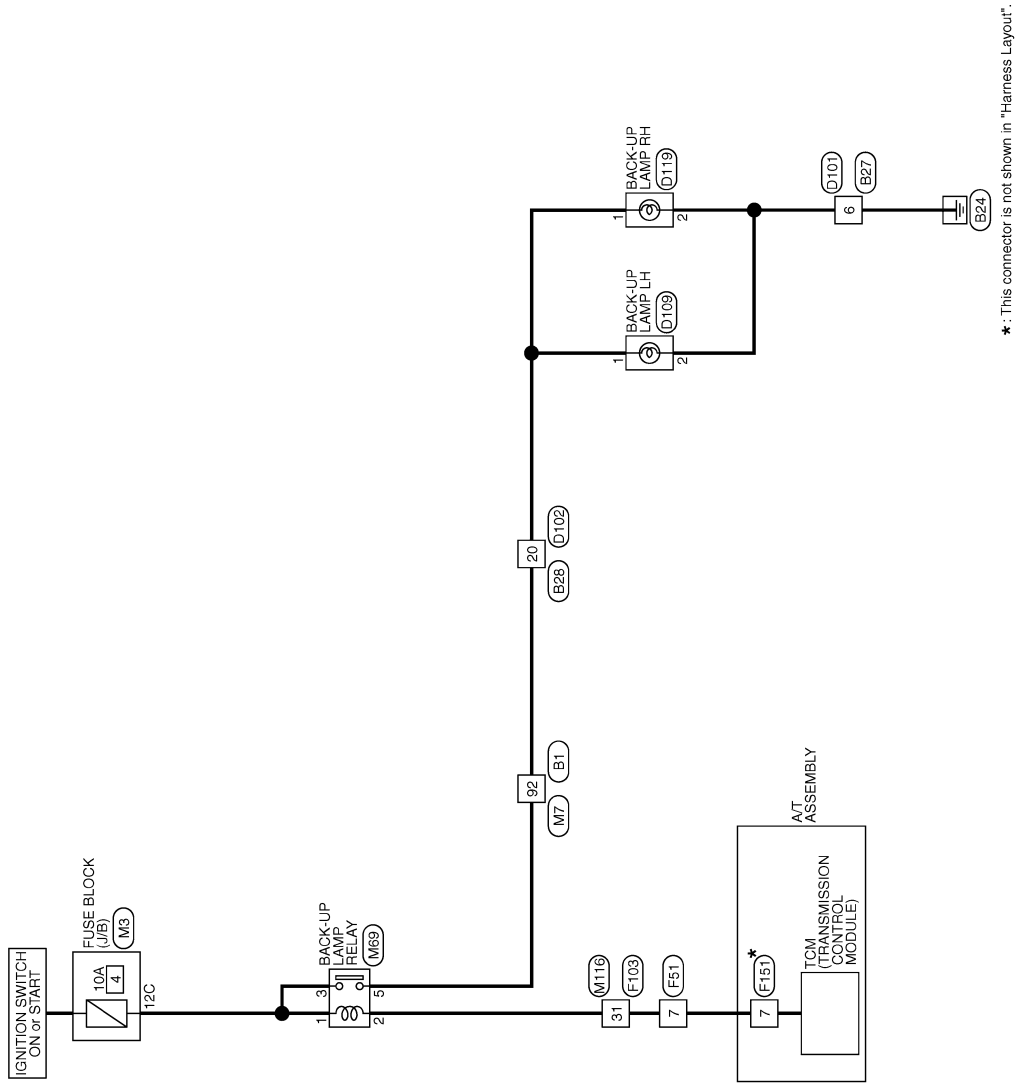 IGNITION SWITCH
ON or START
FUSE BLOCK
(J/B)
M3
10A
4
12C
BACK-UP
LAMP
RELAY
M69
1
3
2
5
M116
31
F103
F51
7
*
F151
7
A/T
ASSEMBLY
TCM
(TRANSMISSION
CONTROL
MODULE)
M7
92
B1
B28
20
D102
BACK-UP
LAMP LH
D109
1
2
BACK-UP
LAMP RH
D119
1
2
D101
6
B27
B24
* : This connector is not shown in "Harness Layout".